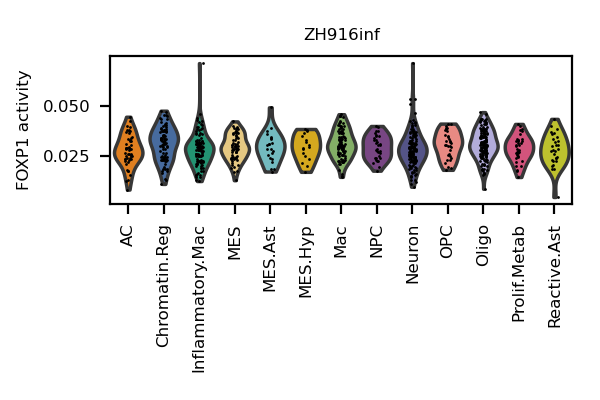 ZH916inf
FOXP1 activity
0.050
0.025
AC
Chromatin.Reg
Inflammatory.Mac
MES
MES.Ast
MES.Hyp
Mac
NPC
Neuron
OPC
Oligo
Prolif.Metab
Reactive.Ast